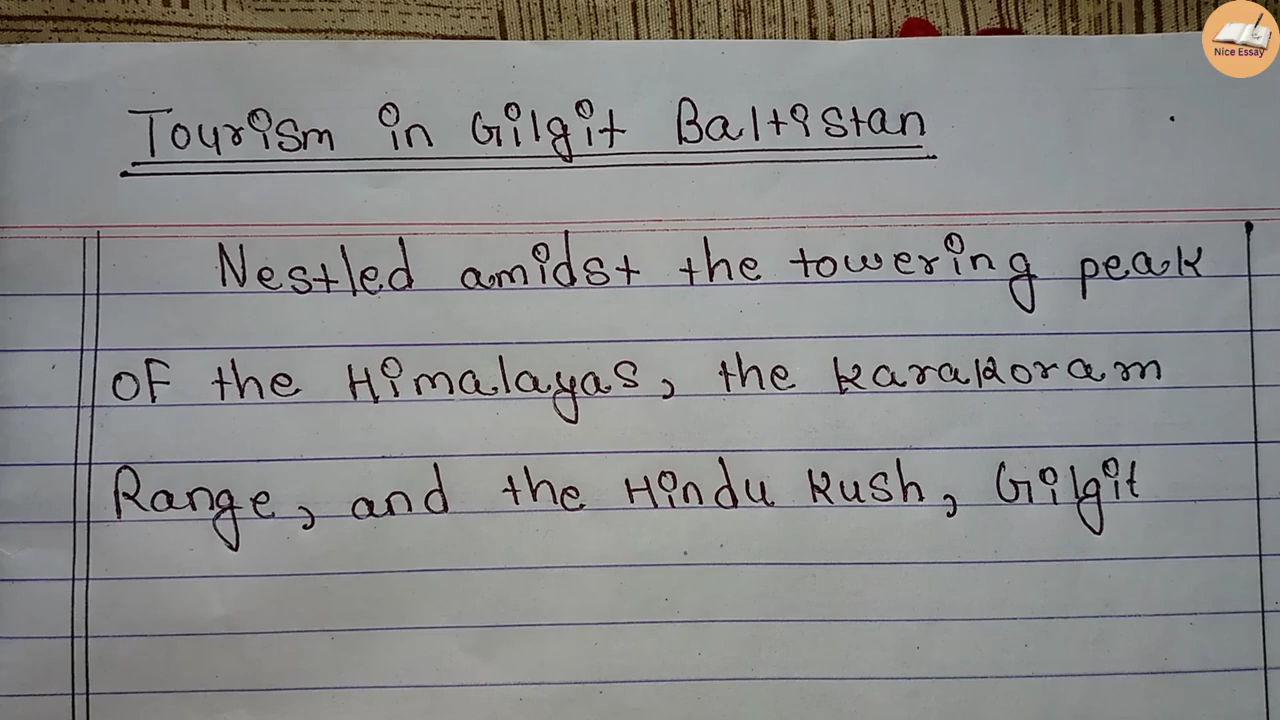 Nice Essay
Tourism in Gilgit Baltistan
Nestled amidst the towering peak
of the Himalayas, the Karakoram
Range, and the Hindu Kush, Gilgit